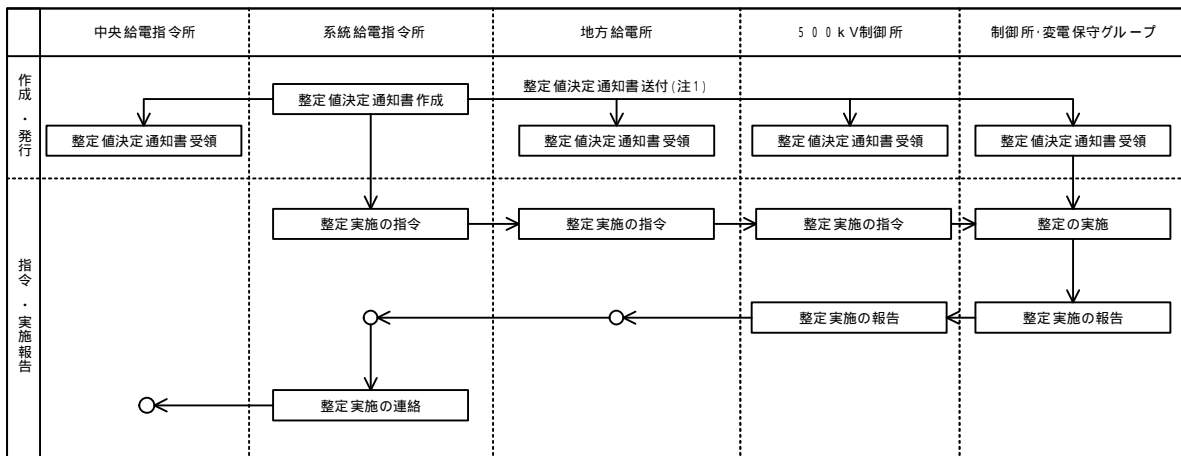 中央給電指令所
系統給電指令所
地方給電所
500kV制御所
制御所・変電保守グループ
作成・発行
整定値決定通知書作成
整定値決定通知書送付(注1)
整定値決定通知書受領
整定値決定通知書受領
整定値決定通知書受領
整定値決定通知書受領
指令・実施報告
整定実施の指令
整定実施の指令
整定実施の指令
整定の実施
整定実施の報告
整定実施の報告
整定実施の連絡